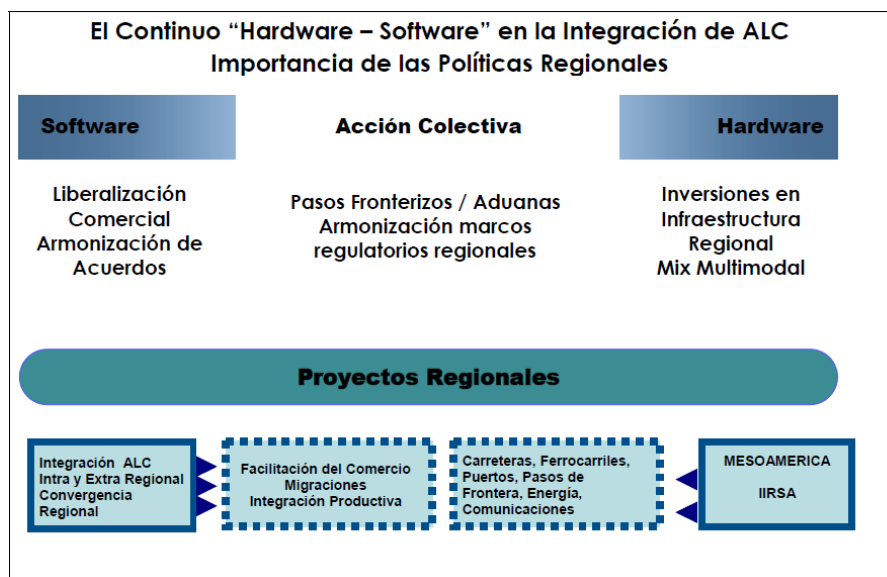 El Continuo “Hardware – Software” en la Integración de ALC
Importancia de las Políticas Regionales
Software
Acción Colectiva
Hardware
Liberalización
Comercial
Armonización de
Acuerdos
Pasos Fronterizos / Aduanas
Armonización marcos
regulatorios regionales
Inversiones en
Infraestructura
Regional
Mix Multimodal
Proyectos Regionales
Integración ALC
Intra y Extra Regional
Convergencia
Regional
Facilitación del Comercio
Migraciones
Integración Productiva
Carreteras, Ferrocarriles,
Puertos, Pasos de
Frontera, Energía,
Comunicaciones
MESOAMERICA
IIRSA